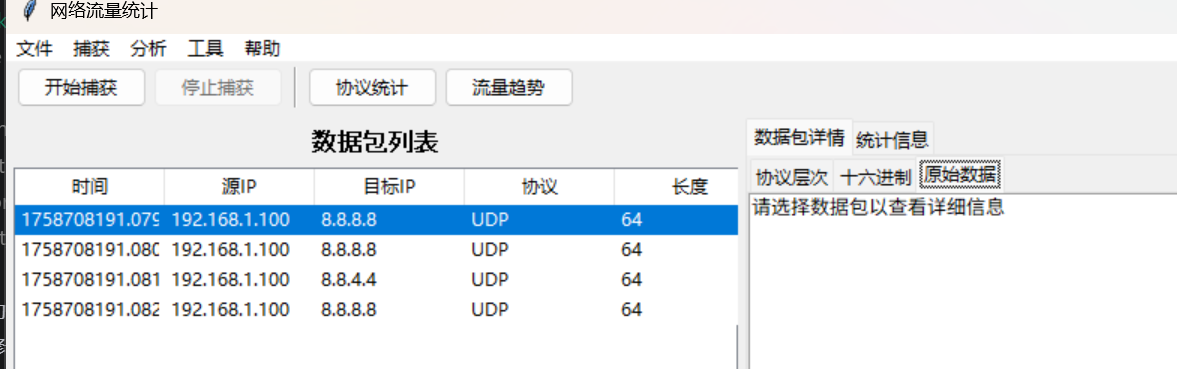 网络流量统计
文件 捕获 分析 工具 帮助
开始捕获 停止捕获 协议统计 流量趋势
数据包列表
时间 源IP 目标IP 协议 长度
1758708191.079 192.168.1.100 8.8.8.8 UDP 64
1758708191.080 192.168.1.100 8.8.8.8 UDP 64
1758708191.081 192.168.1.100 8.8.4.4 UDP 64
1758708191.082 192.168.1.100 8.8.8.8 UDP 64
数据包详情 统计信息
协议层次 十六进制 原始数据
请选择数据包以查看详细信息